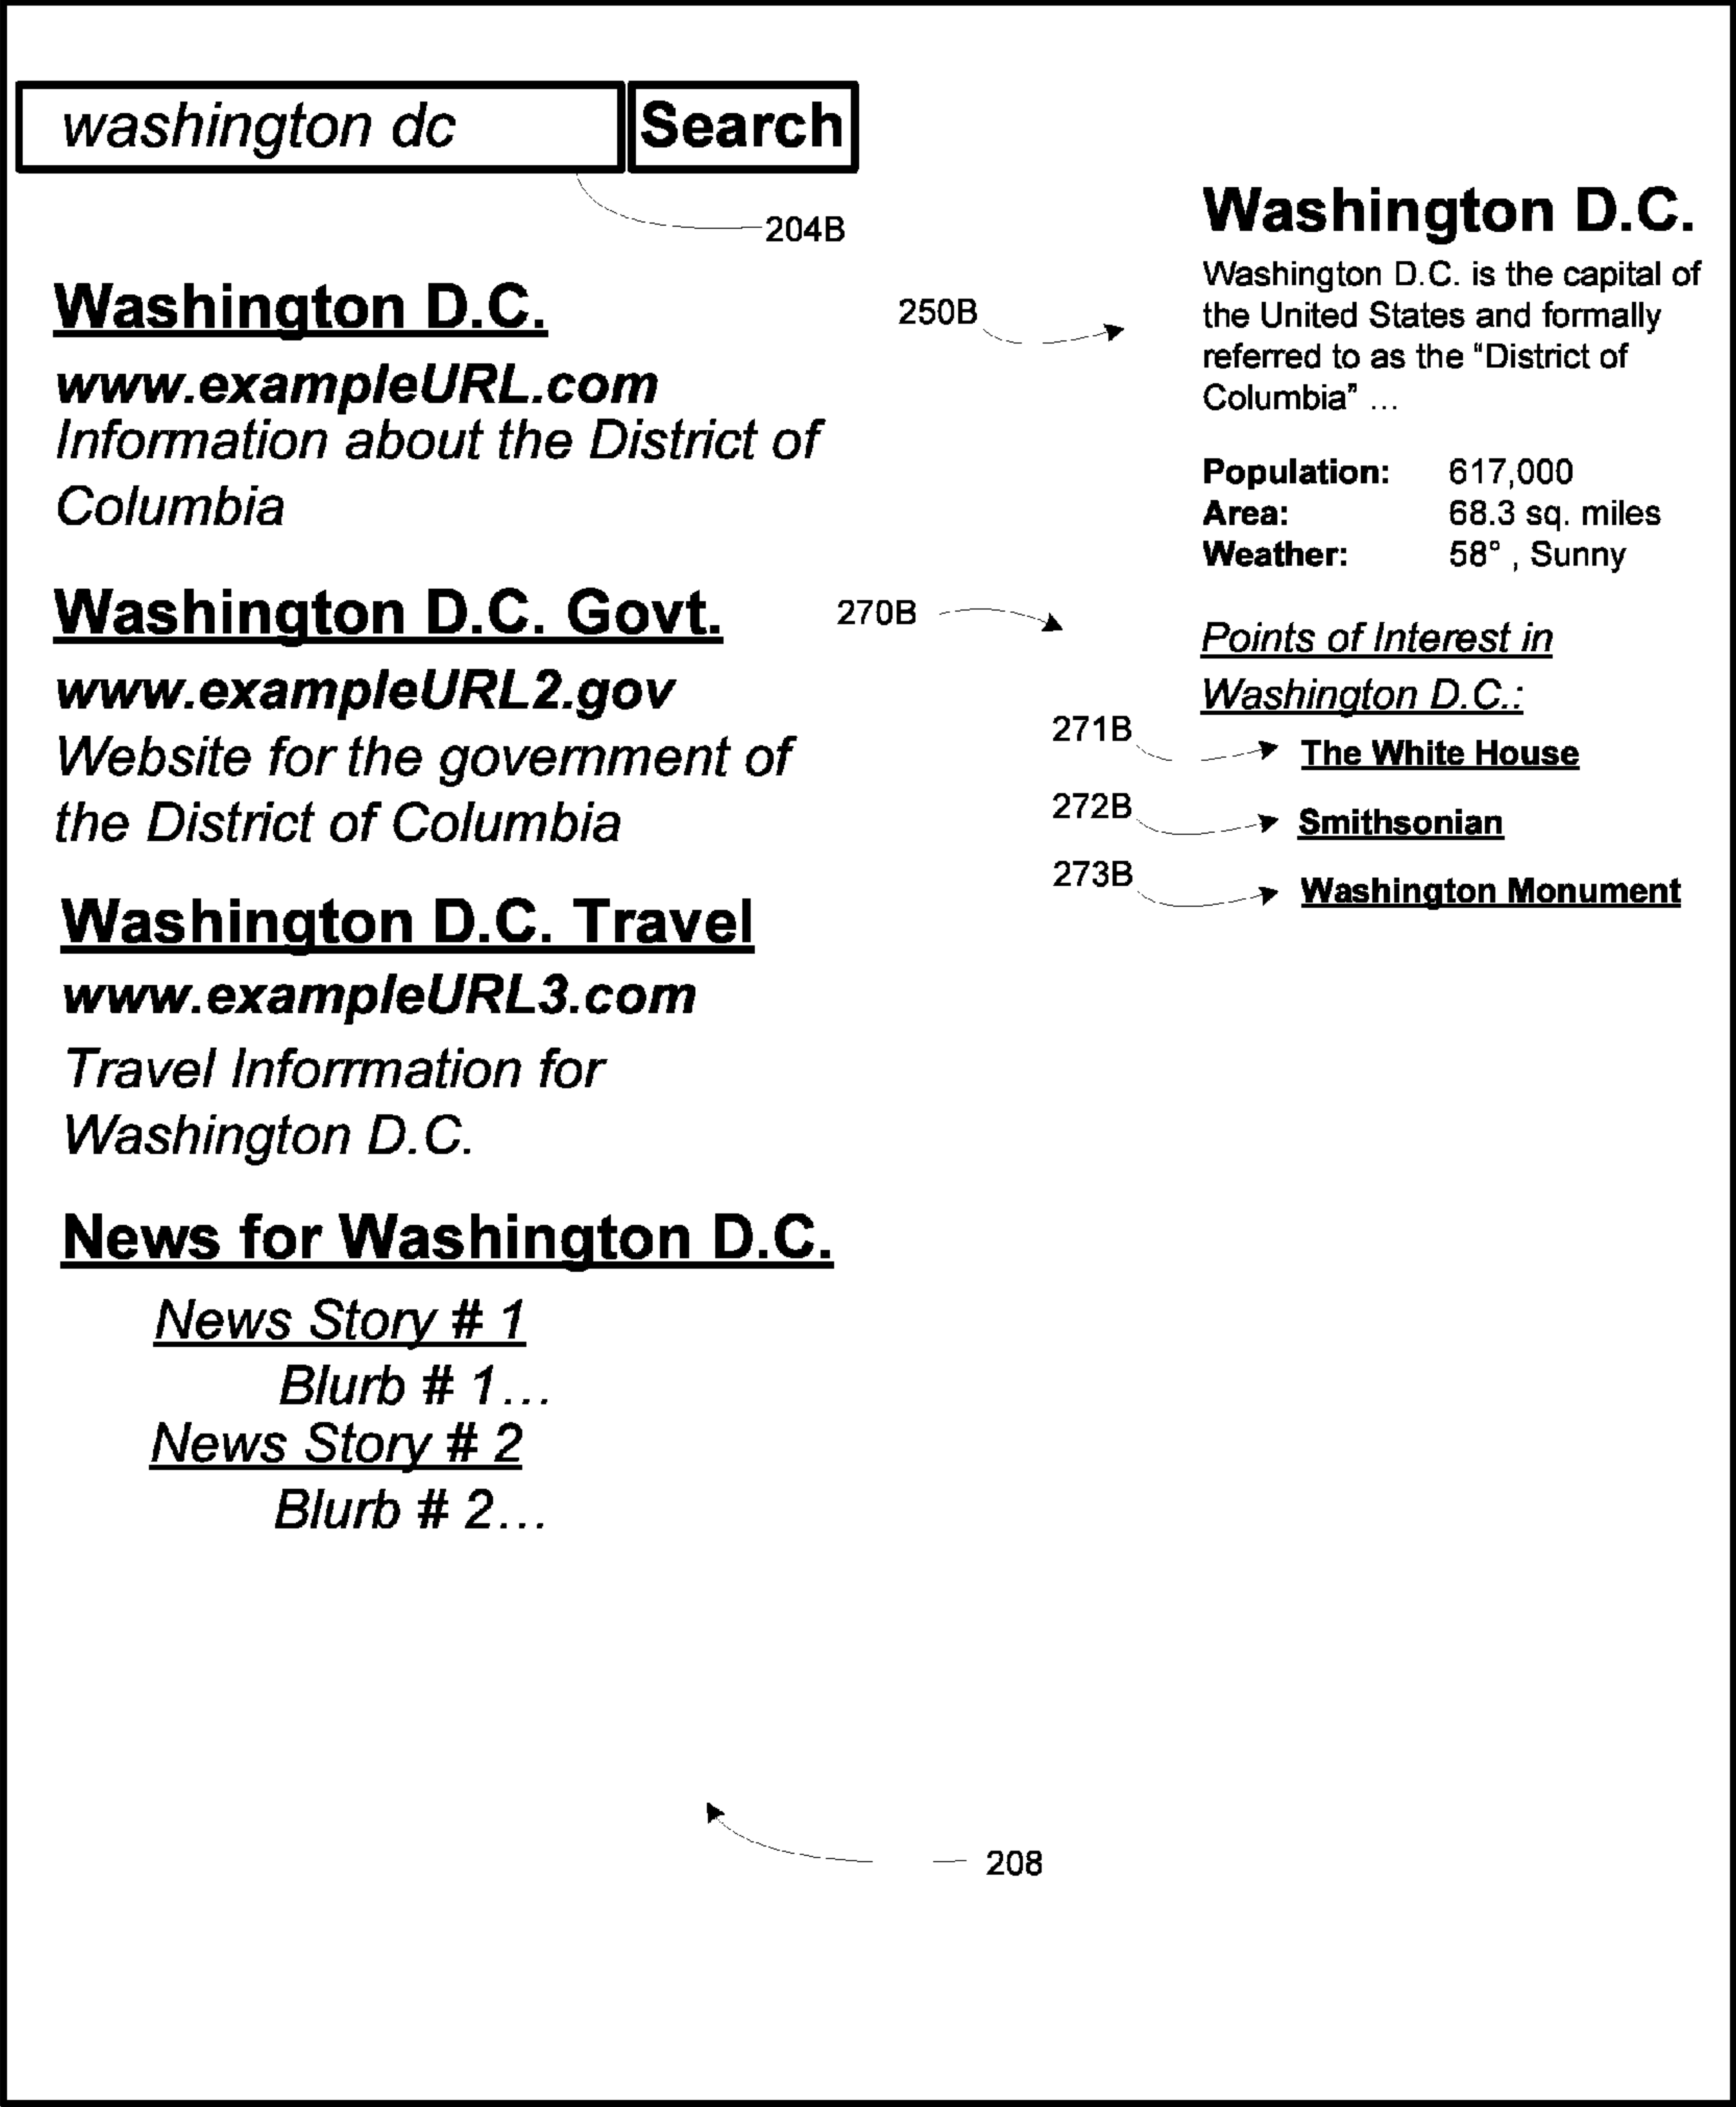 washington dc Search
204B
Washington D.C.
www.exampleURL.com
Information about the District of
Columbia
Washington D.C. Govt.
www.exampleURL2.gov
Website for the government of
the District of Columbia
Washington D.C. Travel
www.exampleURL3.com
Travel Inforrmation for
Washington D.C.
News for Washington D.C.
News Story # 1
Blurb # 1...
News Story # 2
Blurb # 2...
250B
Washington D.C.
Washington D.C. is the capital of
the United States and formally
referred to as the “District of
Columbia” ...
Population: 617,000
Area: 68.3 sq. miles
Weather: 58° , Sunny
270B
Points of Interest in
Washington D.C.:
271B The White House
272B Smithsonian
273B Washington Monument
208